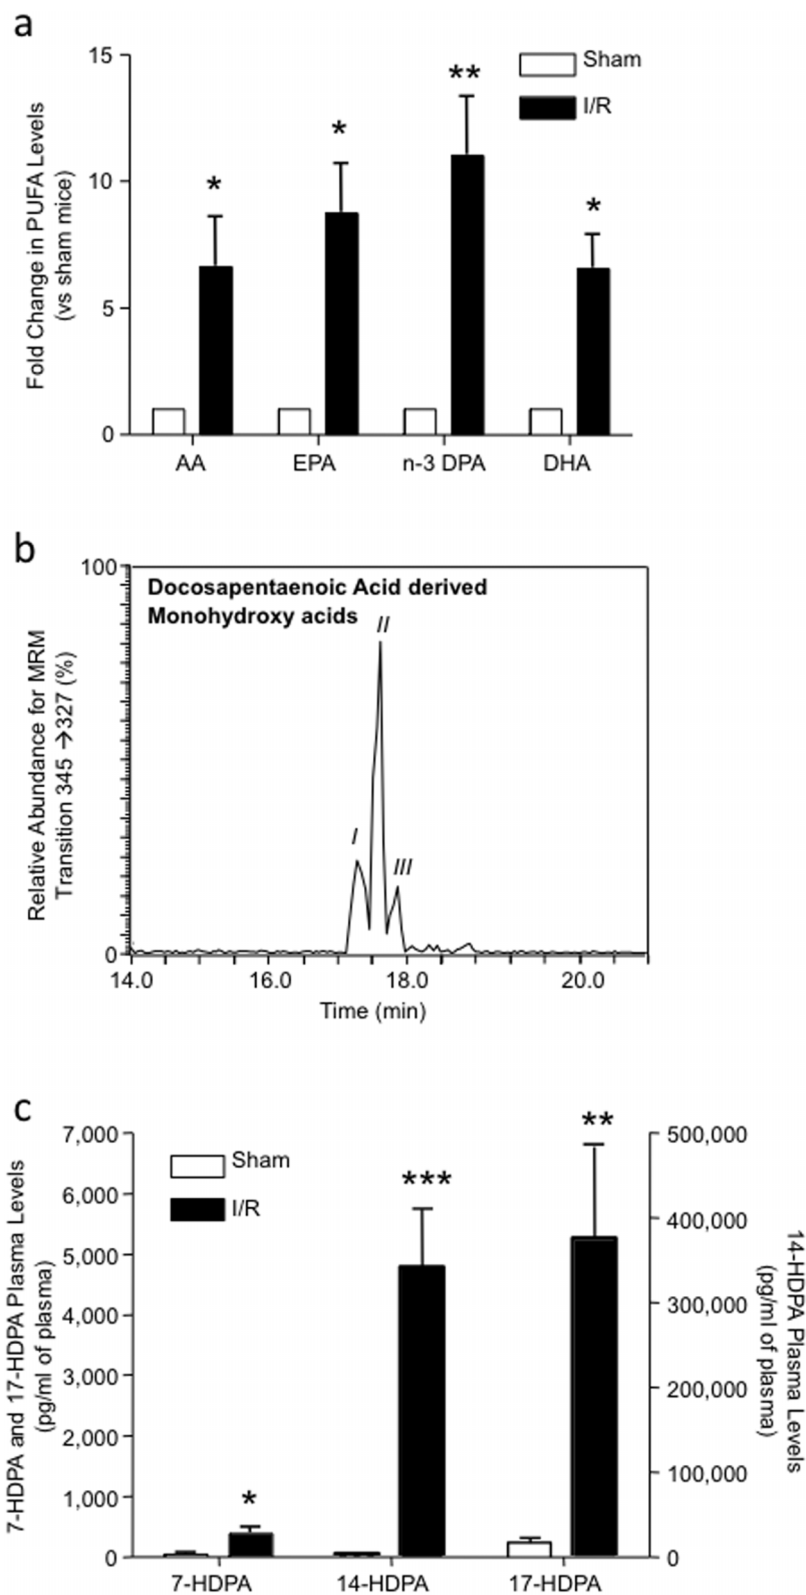 a
15
10
5
0
Fold Change in PUFA Levels
(vs sham mice)
Sham
I/R
*
*
**
*
AA EPA n-3 DPA DHA
b
100
0
Relative Abundance for MRM
Transition 345 →327 (%)
Docosapentaenoic Acid derived
Monohydroxy acids
I
II
III
14.0 16.0 18.0 20.0
Time (min)
c
7,000
6,000
5,000
4,000
3,000
2,000
1,000
0
7-HDPA and 17-HDPA Plasma Levels
(pg/ml of plasma)
Sham
I/R
*
***
**
500,000
400,000
300,000
200,000
100,000
0
14-HDPA Plasma Levels
(pg/ml of plasma)
7-HDPA 14-HDPA 17-HDPA